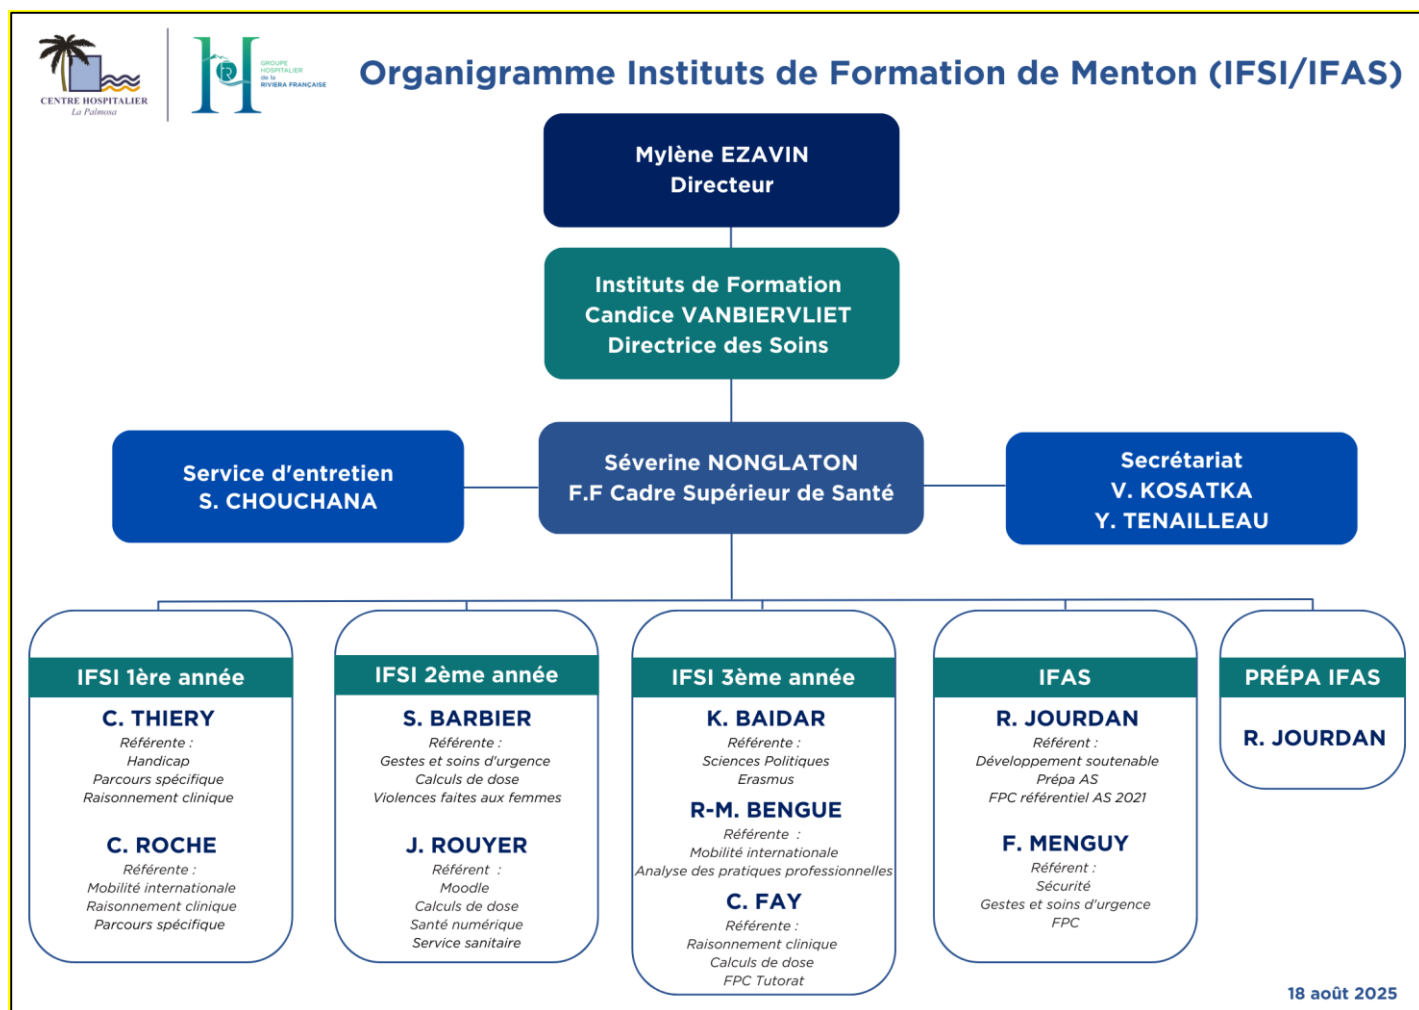 CENTRE HOSPITALIER
La Palmosa
GROUPE
HOSPITALIER
de la
RIVIERA FRANÇAISE
Organigramme Instituts de Formation de Menton (IFSI/IFAS)
Mylène EZAVIN
Directeur
Instituts de Formation
Candice VANBIERVLIET
Directrice des Soins
Service d'entretien
S. CHOUCHANA
Séverine NONGLATON
F.F Cadre Supérieur de Santé
Secrétariat
V. KOSATKA
Y. TENAILLEAU
IFSI 1ère année
C. THIERY
Référente :
Handicap
Parcours spécifique
Raisonnement clinique
C. ROCHE
Référente :
Mobilité internationale
Raisonnement clinique
Parcours spécifique
IFSI 2ème année
S. BARBIER
Référente :
Gestes et soins d'urgence
Calculs de dose
Violences faites aux femmes
J. ROUYER
Référent :
Moodle
Calculs de dose
Santé numérique
Service sanitaire
IFSI 3ème année
K. BAIDAR
Référente :
Sciences Politiques
Erasmus
R-M. BENGUE
Référente :
Mobilité internationale
Analyse des pratiques professionnelles
C. FAY
Référente :
Raisonnement clinique
Calculs de dose
FPC Tutorat
IFAS
R. JOURDAN
Référent :
Développement soutenable
Prépa AS
FPC référentiel AS 2021
F. MENGUY
Référent :
Sécurité
Gestes et soins d'urgence
FPC
PRÉPA IFAS
R. JOURDAN
18 août 2025